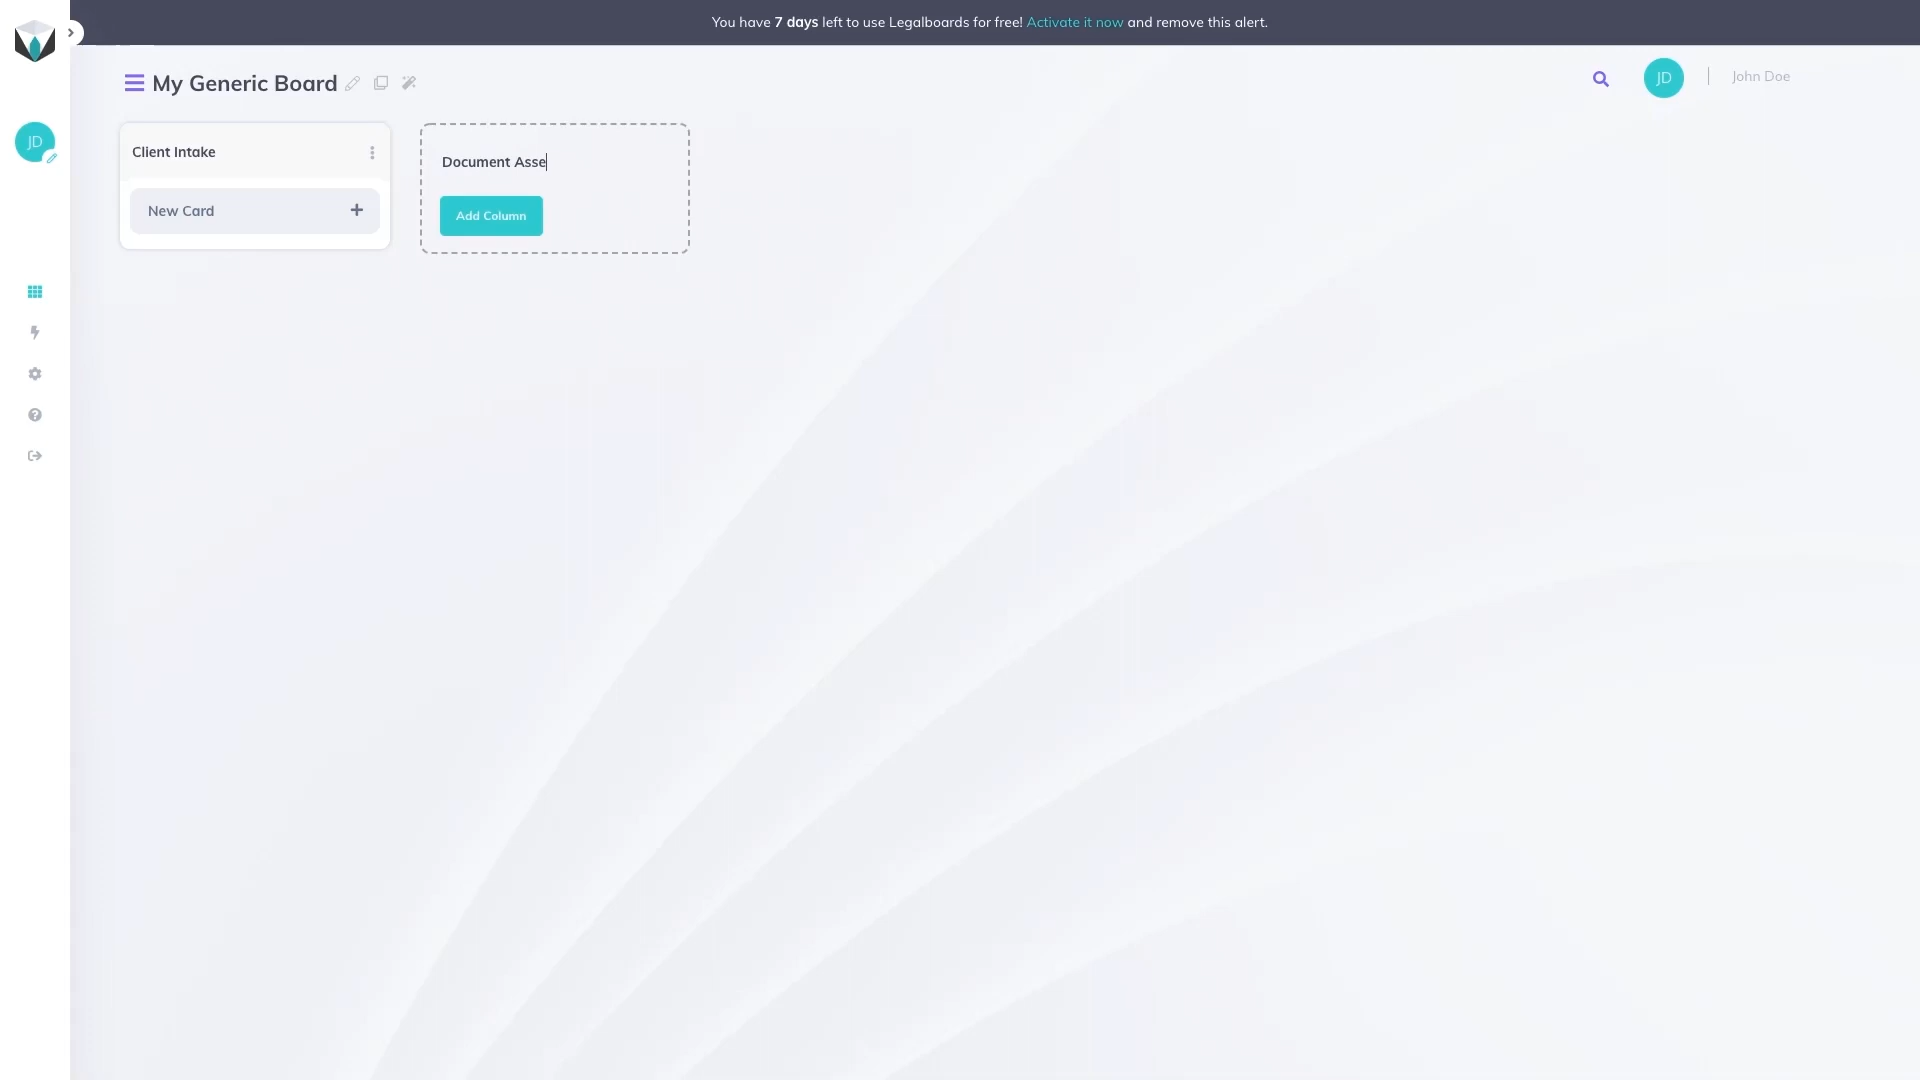 You have 7 days left to use Legalboards for free! Activate it now and remove this alert.
My Generic Board
JD
John Doe
JD
Client Intake
New Card
Document Asse
Add Column